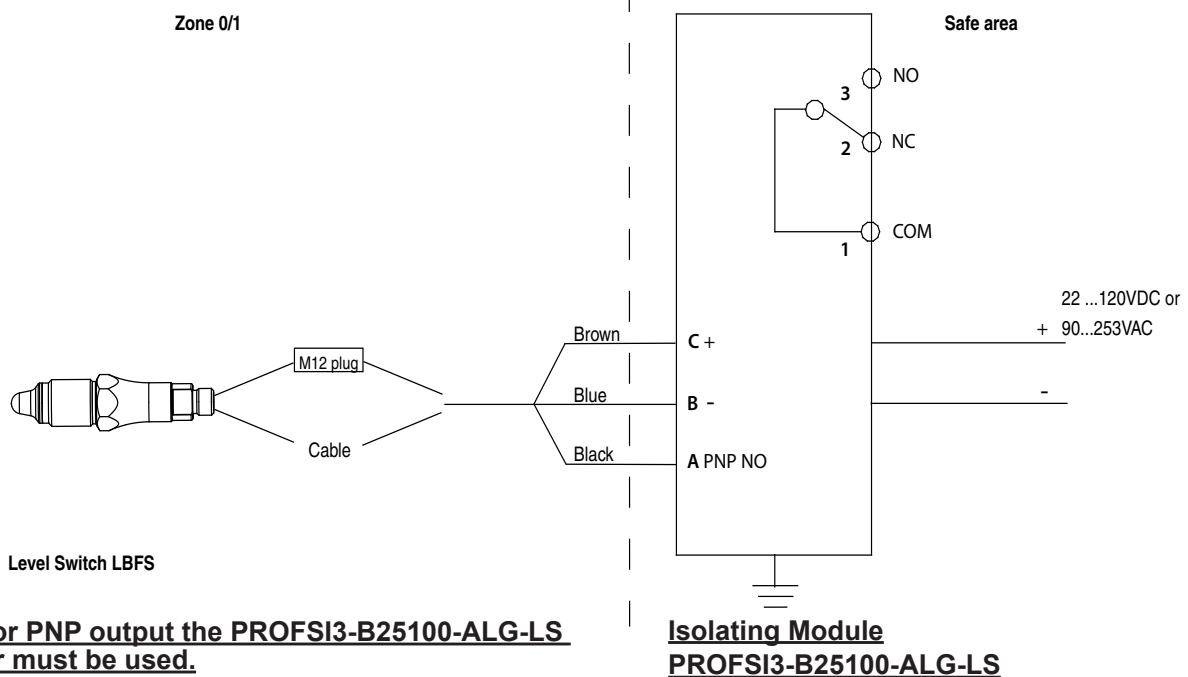 Zone 0/1
Safe area
NO
3
2
NC
COM
1
22 ...120VDC or
+ 90...253VAC
-
Brown
C +
M12 plug
Blue
B -
Cable
Black
A PNP NO
Level Switch LBFS
or PNP output the PROFSI3-B25100-ALG-LS
must be used.
Isolating Module
PROFSI3-B25100-ALG-LS